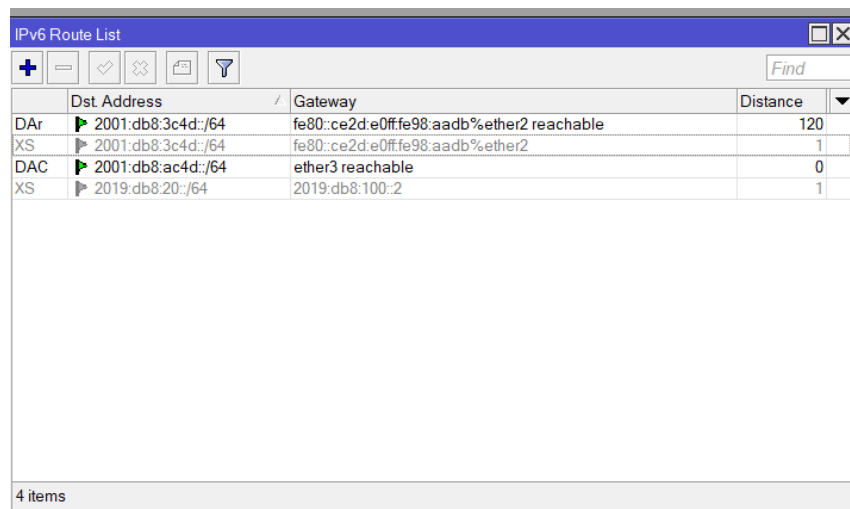 IPv6 Route List
Find
Dst. Address Gateway Distance
DAr 2001:db8:3c4d::/64 fe80::ce2d:e0ff:fe98:aadb%ether2 reachable 120
XS 2001:db8:3c4d::/64 fe80::ce2d:e0ff:fe98:aadb%ether2 1
DAC 2001:db8:ac4d::/64 ether3 reachable 0
XS 2019:db8:20::/64 2019:db8:100::2 1
4 items